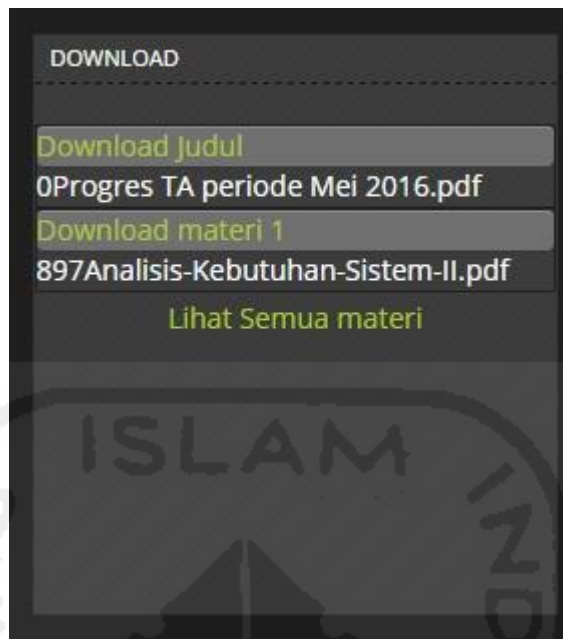 DOWNLOAD
Download Judul
0Progres TA periode Mei 2016.pdf
Download materi 1
897Analisis-Kebutuhan-Sistem-II.pdf
Lihat Semua materi
ISLAM
IND